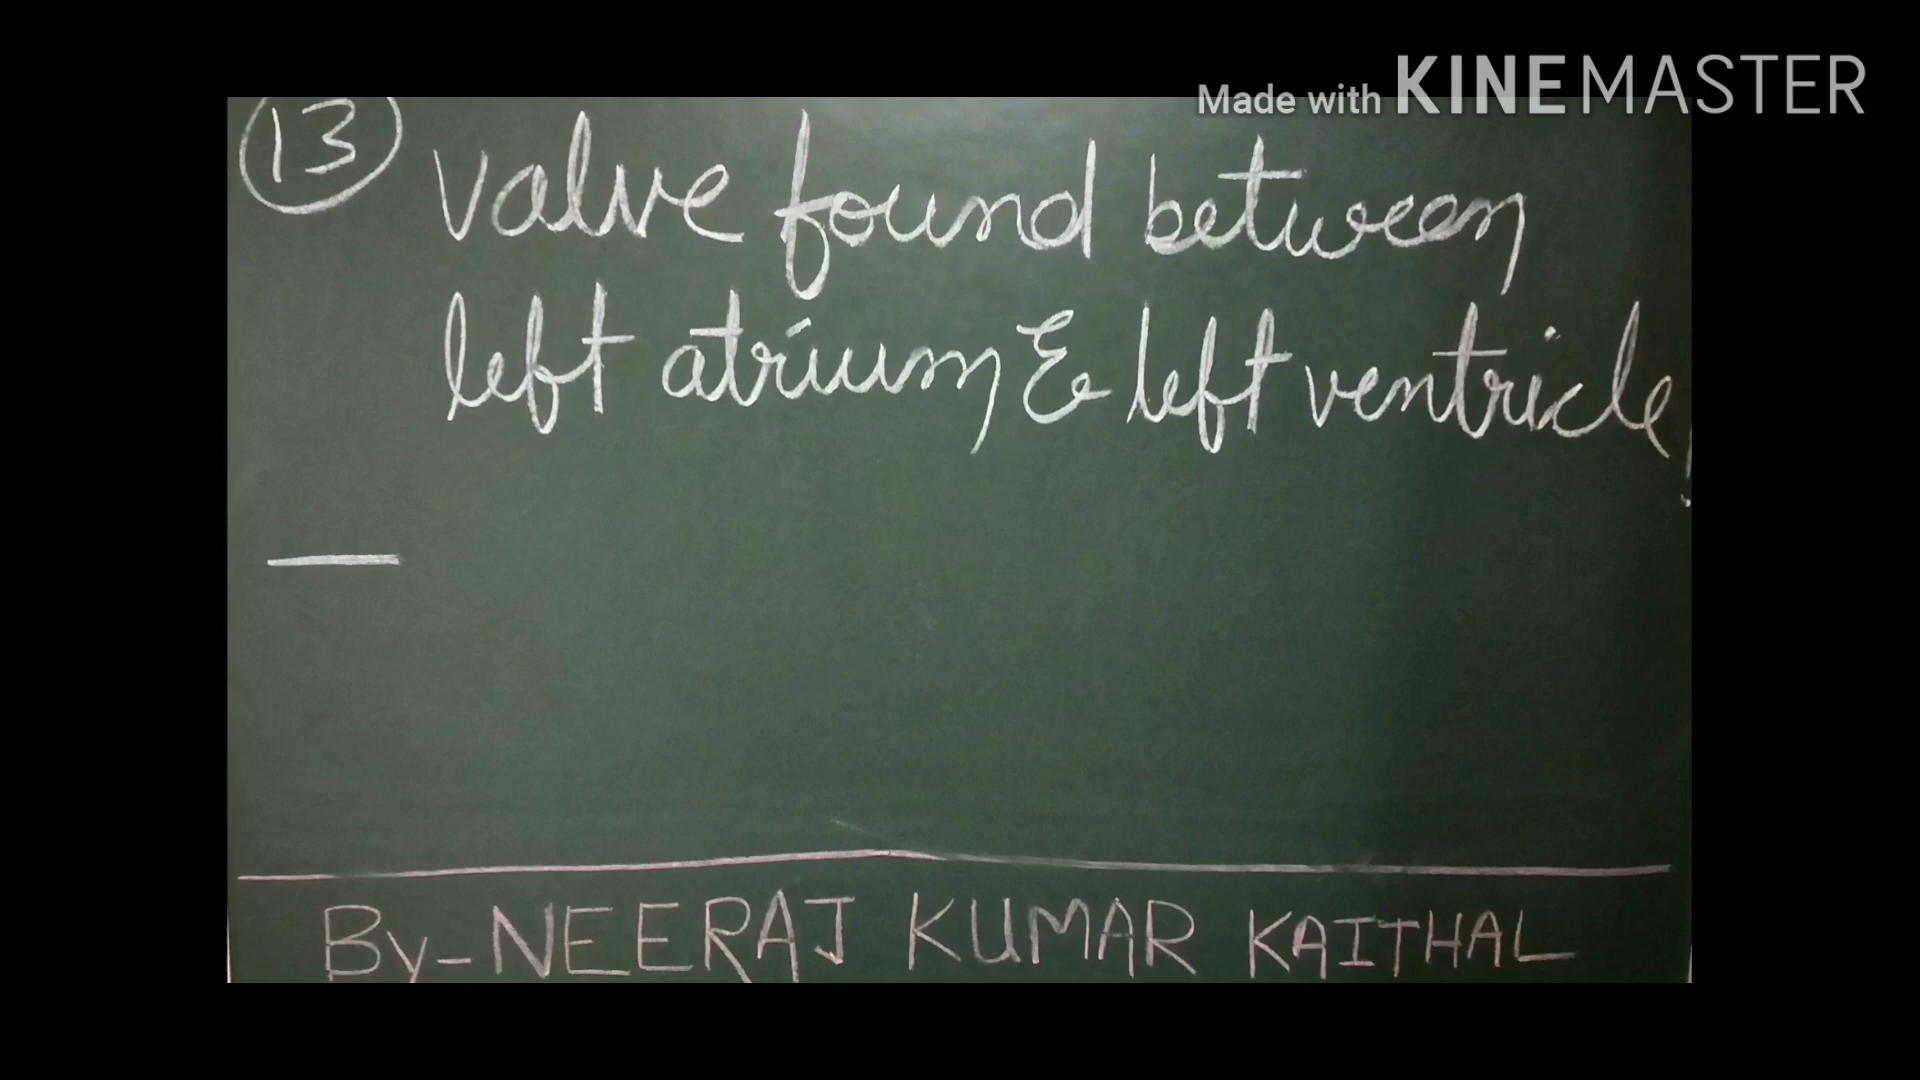 Made with KINEMASTER
13 valve found between
left atrium & left ventricle
—
By-NEERAJ KUMAR KAITHAL